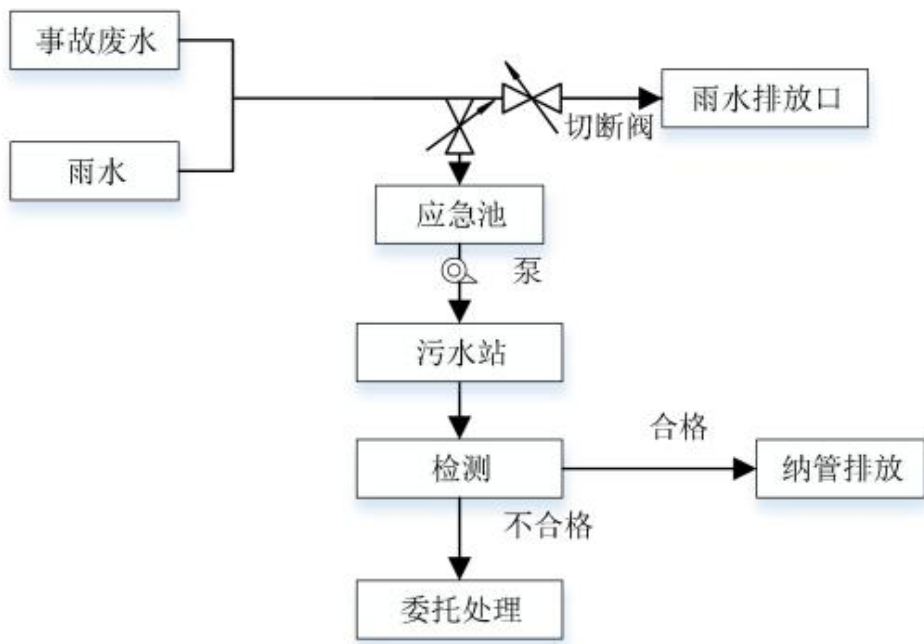 事故废水
雨水
切断阀
雨水排放口
应急池
泵
污水站
检测
合格
纳管排放
不合格
委托处理